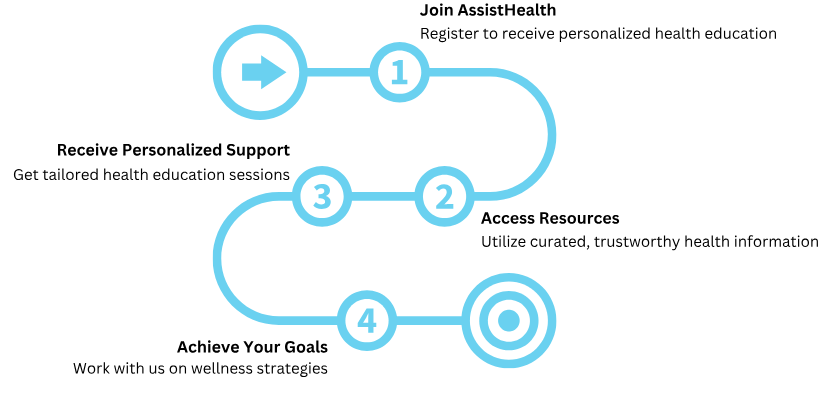 Join AssistHealth
Register to receive personalized health education
1
Receive Personalized Support
Get tailored health education sessions
3
2
Access Resources
Utilize curated, trustworthy health information
4
Achieve Your Goals
Work with us on wellness strategies